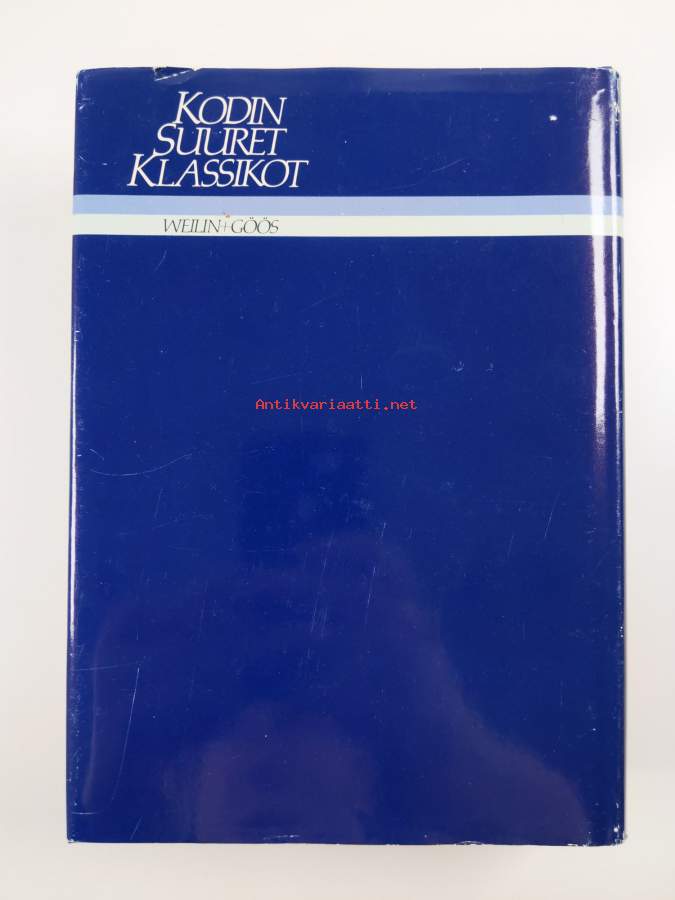 KODIN
SUURET
KLASSIKOT
WEILIN+GÖÖS
Antikvariaatti.net